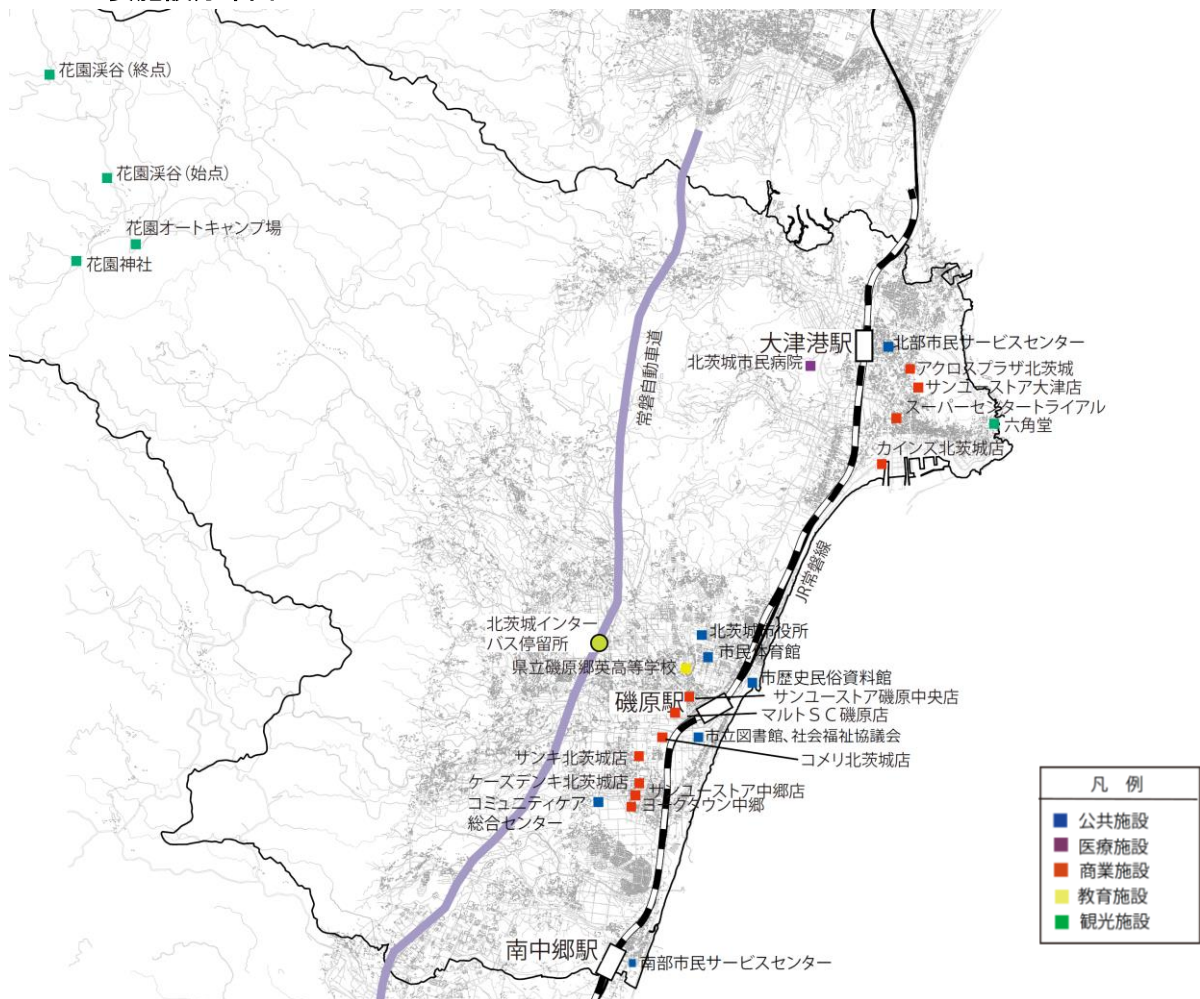 花園渓谷（終点）
花園渓谷（始点）
花園オートキャンプ場
花園神社
常磐自動車道
大津港駅
北部市民サービスセンター
北茨城市民病院
アクロスプラザ北茨城
サンユーストア大津店
スーパーセンタートライアル
六角堂
カインズ北茨城店
JR常磐線
北茨城インター
バス停留所
北茨城市役所
市民体育館
県立磯原郷英高等学校
市歴史民俗資料館
磯原駅
サンユーストア磯原中央店
マルトＳＣ磯原店
市立図書館、社会福祉協議会
コメリ北茨城店
サンキ北茨城店
ケーズデンキ北茨城店
サンユーストア中郷店
コミュニティケア
総合センター
ヨークタウン中郷
南中郷駅
南部市民サービスセンター
凡 例
公共施設
医療施設
商業施設
教育施設
観光施設